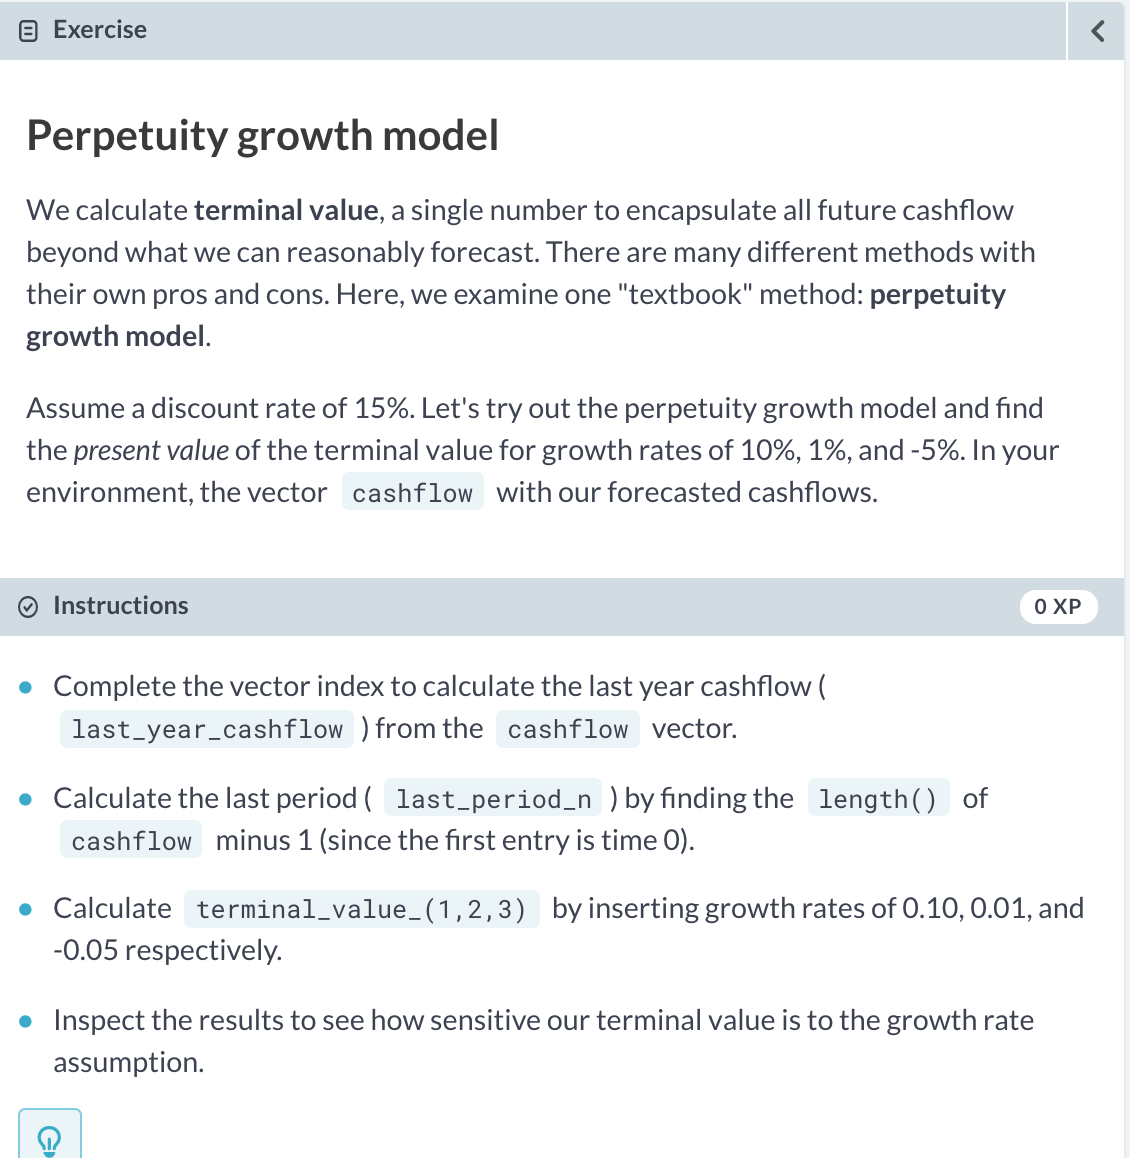 Exercise
Perpetuity growth model
We calculate terminal value, a single number to encapsulate all future cashflow
beyond what we can reasonably forecast. There are many different methods with
their own pros and cons. Here, we examine one "textbook" method: perpetuity
growth model.
Assume a discount rate of 15%. Let's try out the perpetuity growth model and find
the present value of the terminal value for growth rates of 10%, 1%, and -5%. In your
environment, the vector cashflow with our forecasted cashflows.
Instructions
0 XP
Complete the vector index to calculate the last year cashflow (
last_year_cashflow ) from the cashflow vector.
Calculate the last period ( last_period_n ) by finding the length() of
cashflow minus 1 (since the first entry is time 0).
Calculate terminal_value_(1,2,3) by inserting growth rates of 0.10, 0.01, and
-0.05 respectively.
Inspect the results to see how sensitive our terminal value is to the growth rate
assumption.